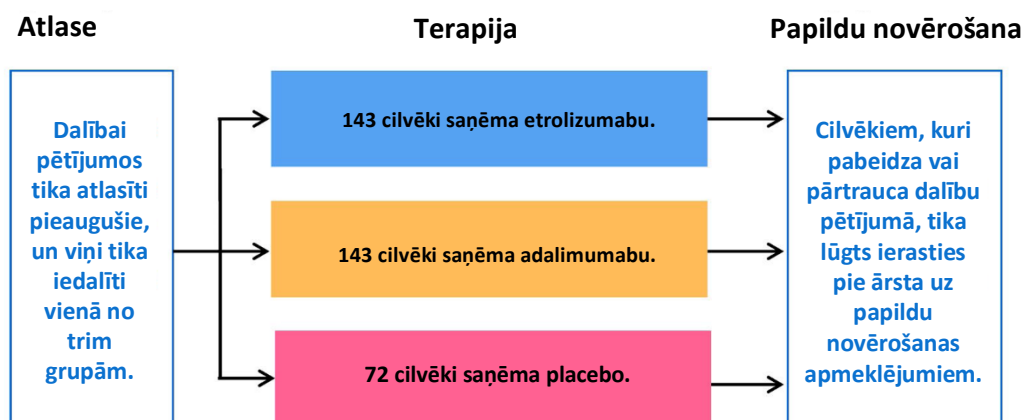 Atlase
Terapija
Papildu novērošana
Dalībai
pētījumos
tika atlasīti
pieaugušie,
un viņi tika
iedalīti
vienā no
trim
grupām.
143 cilvēki saņēma etrolizumabu.
143 cilvēki saņēma adalimumabu.
72 cilvēki saņēma placebo.
Cilvēkiem, kuri
pabeidza vai
pārtrauca dalību
pētījumā, tika
lūgts ierasties
pie ārsta uz
papildu
novērošanas
apmeklējumiem.